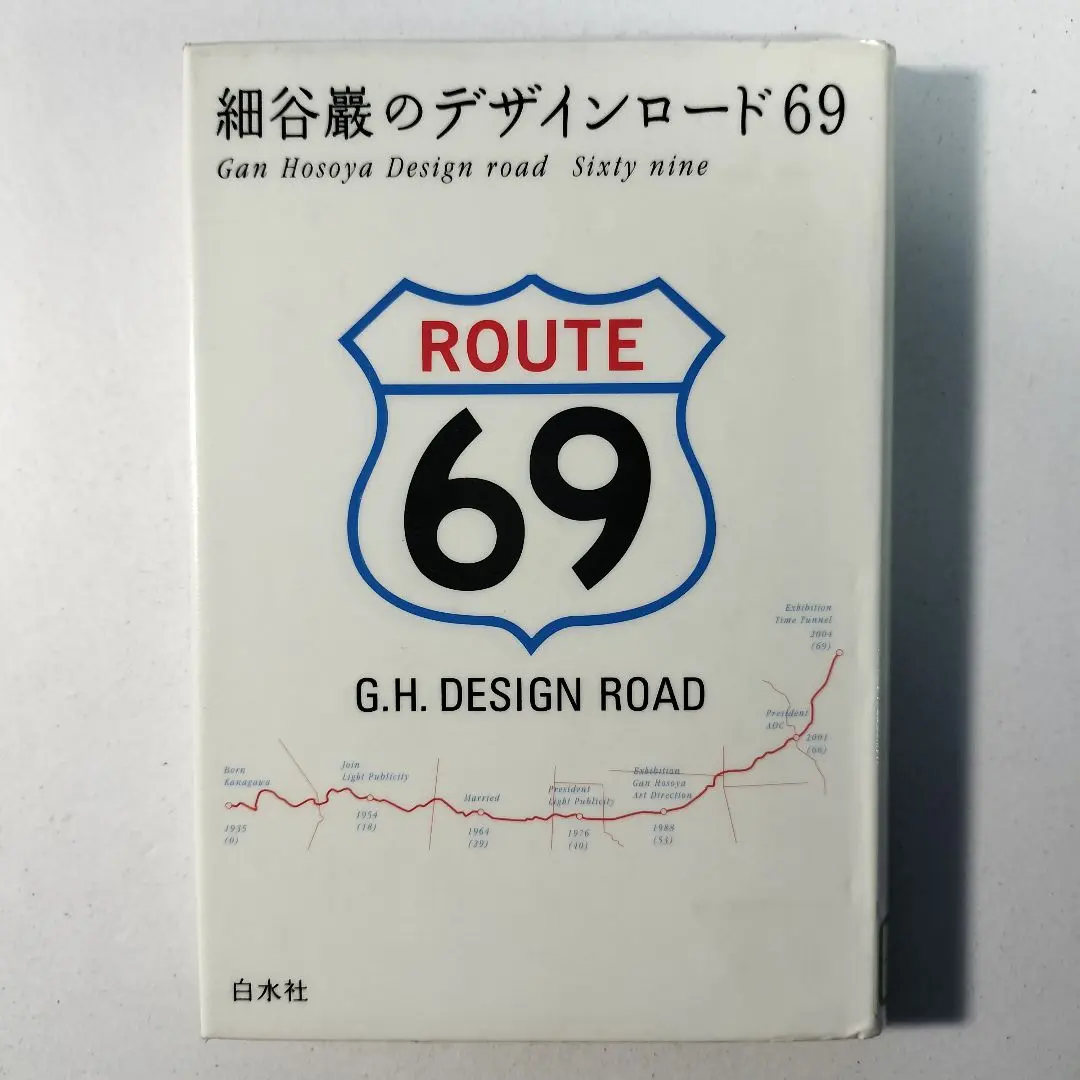 細谷巖のデザインロード69
Gan Hosoya Design road Sixty nine
ROUTE
69
G.H. DESIGN ROAD
Exhibition
Time Tunnel
2004
(69)
President
ADC
2001
(66)
Born
Kanagawa
1935
(0)
Join
Light Publicity
1954
(18)
Married
1964
(29)
President
Light Publicity
1976
(40)
Exhibition
Gan Hosoya
Art Direction
1988
(53)
白水社